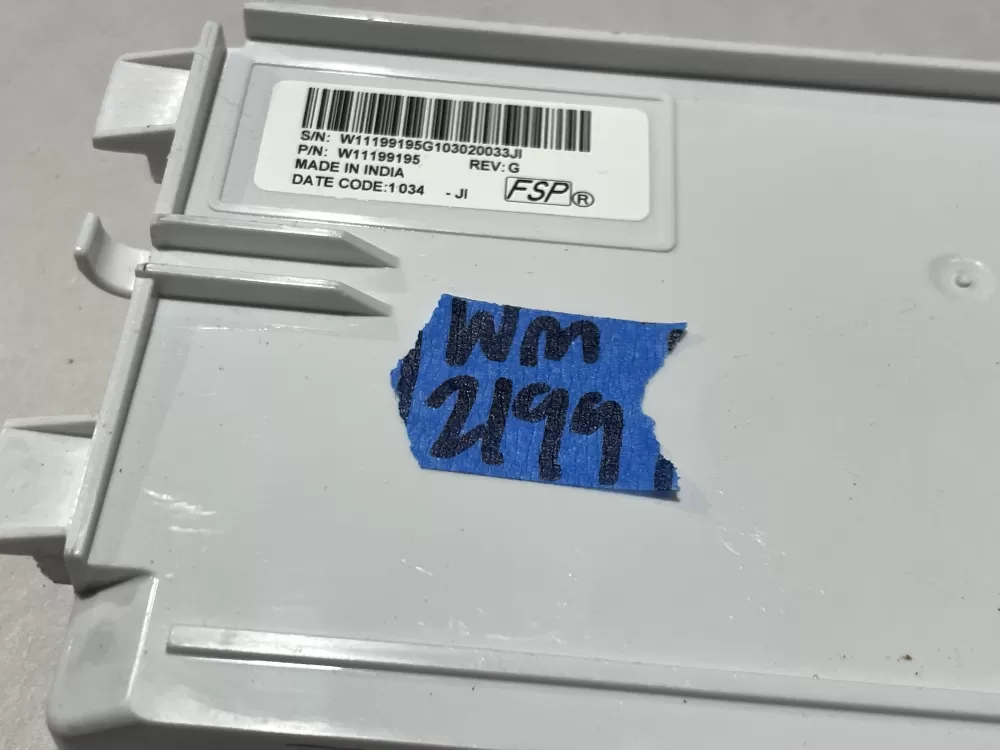 S/N: W11199195G103020033JI
P/N: W11199195 REV: G
MADE IN INDIA
DATE CODE:1034 - JI FSP®
WM
2199